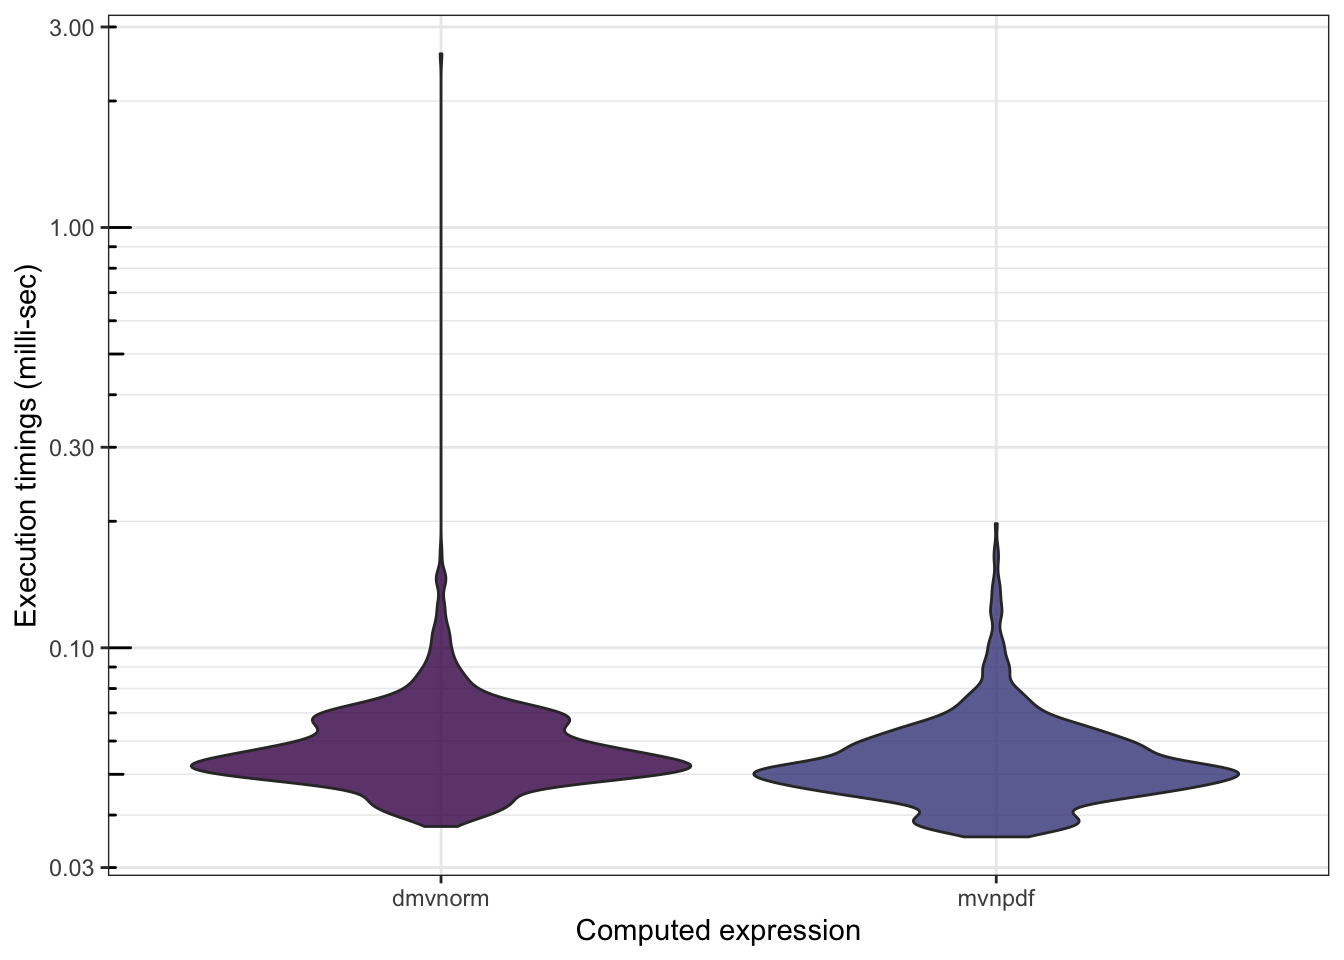 Execution timings (milli-sec)
3.00
1.00
0.30
0.10
0.03
dmvnorm
mvnpdf
Computed expression